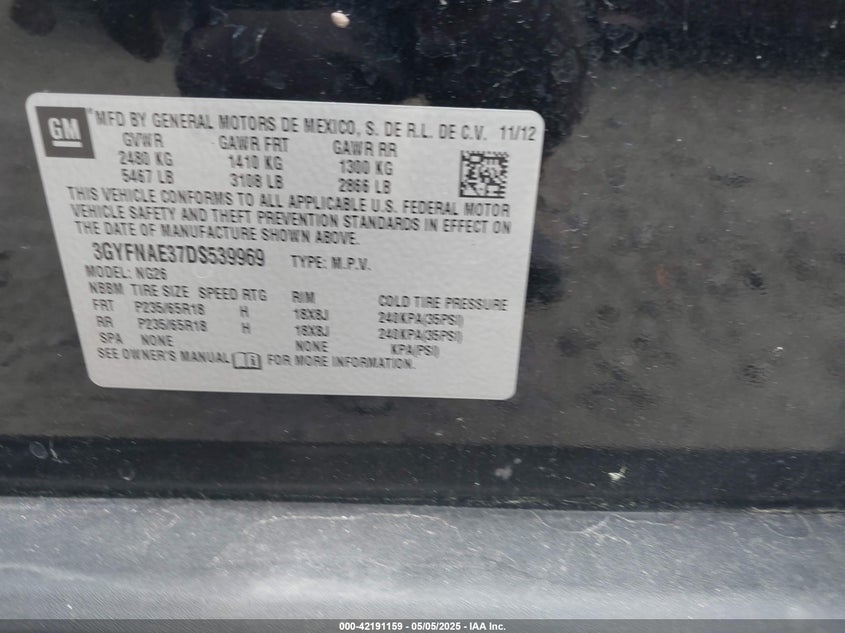 GM
*MFD BY GENERAL MOTORS DE MEXICO, S. DE R.L. DE C.V. 11/12
GVWR GAWR FRT GAWR RR
2480 KG 1410 KG 1300 KG
5467 LB 3108 LB 2866 LB
THIS VEHICLE CONFORMS TO ALL APPLICABLE U.S. FEDERAL MOTOR
VEHICLE SAFETY AND THEFT PREVENTION STANDARDS IN EFFECT ON
THE DATE OF MANUFACTURE SHOWN ABOVE.
3GYFNAE37DS539969 TYPE: M.P.V.
MODEL: NG26
NBBM TIRE SIZE SPEED RTG RIM COLD TIRE PRESSURE
FRT P235/65R18 H 18X8J 240KPA(35PSI)
RR P235/65R18 H 18X8J 240KPA(35PSI)
SPA NONE NONE KPA(PSI)
SEE OWNER'S MANUAL FOR MORE INFORMATION.
000-42191159 - 05/05/2025 - IAA Inc.